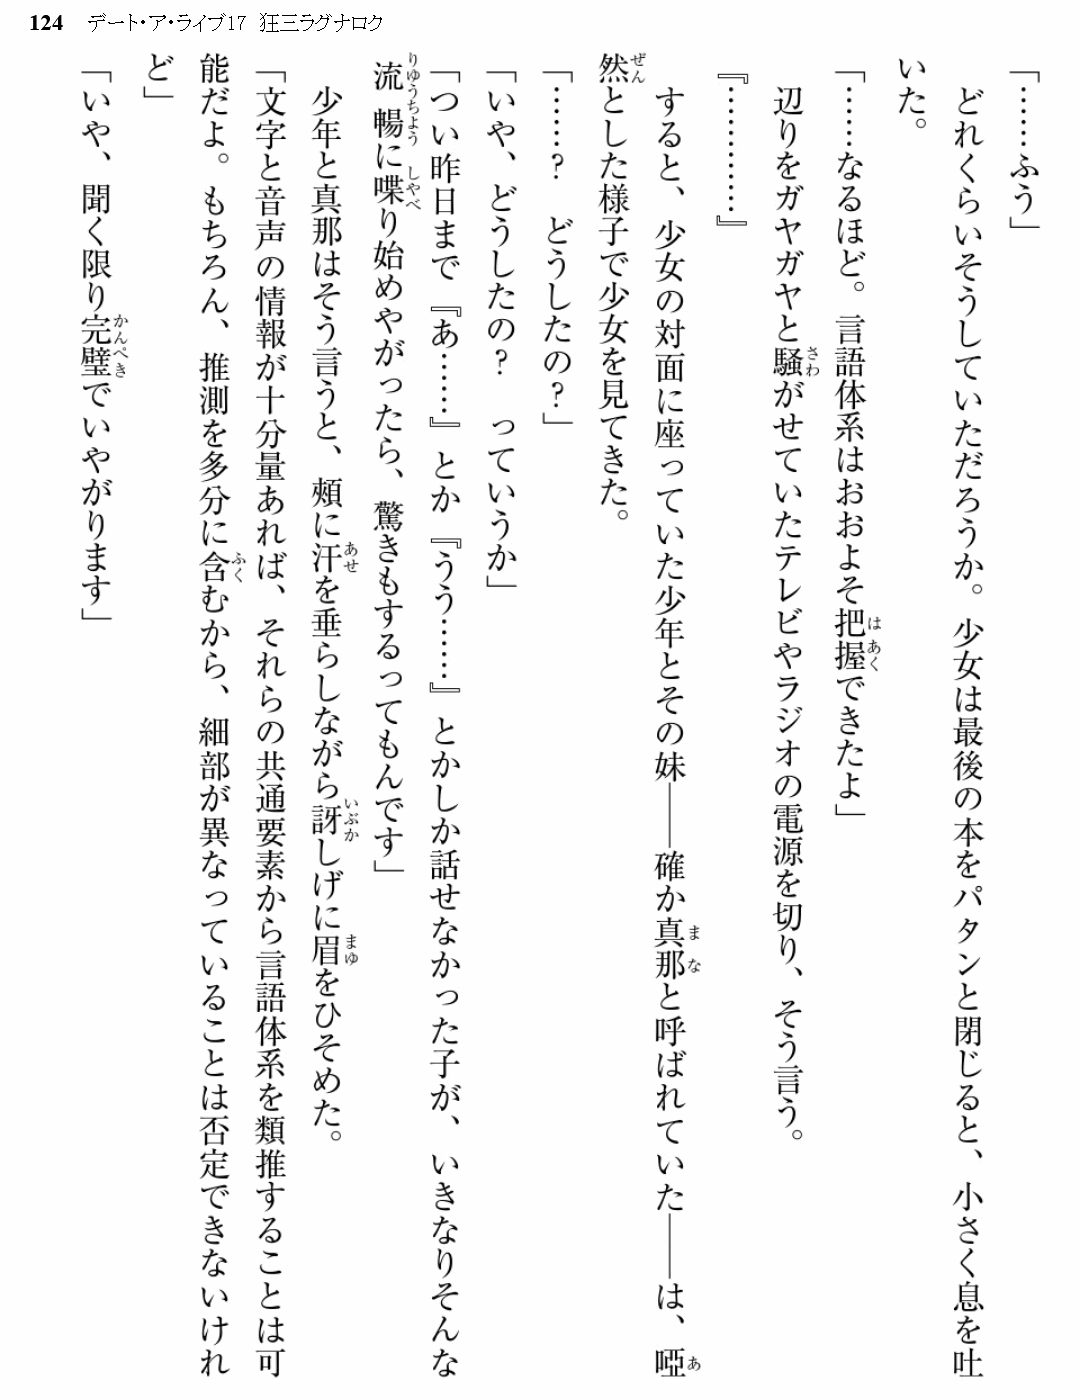 124 デート・ア・ライブ17 狂三ラグナロク
「……ふう」
どれくらいそうしていただろうか。少女は最後の本をパタンと閉じると、小さく息を吐
いた。
「……なるほど。言語体系はおおよそ把握できたよ」
辺りをガヤガヤと騒がせていたテレビやラジオの電源を切り、そう言う。
『…………』
すると、少女の対面に座っていた少年とその妹――確か真那と呼ばれていた――は、啞
然とした様子で少女を見てきた。
「……？　どうしたの？」
「いや、どうしたの？　っていうか」
「つい昨日まで『あ……』とか『うう……』とかしか話せなかった子が、いきなりそんな
流暢に喋り始めやがったら、驚きもするってもんです」
少年と真那はそう言うと、頰に汗を垂らしながら訝しげに眉をひそめた。
「文字と音声の情報が十分量あれば、それらの共通要素から言語体系を類推することは可
能だよ。もちろん、推測を多分に含むから、細部が異なっていることは否定できないけれ
ど」
「いや、聞く限り完璧でいやがります」